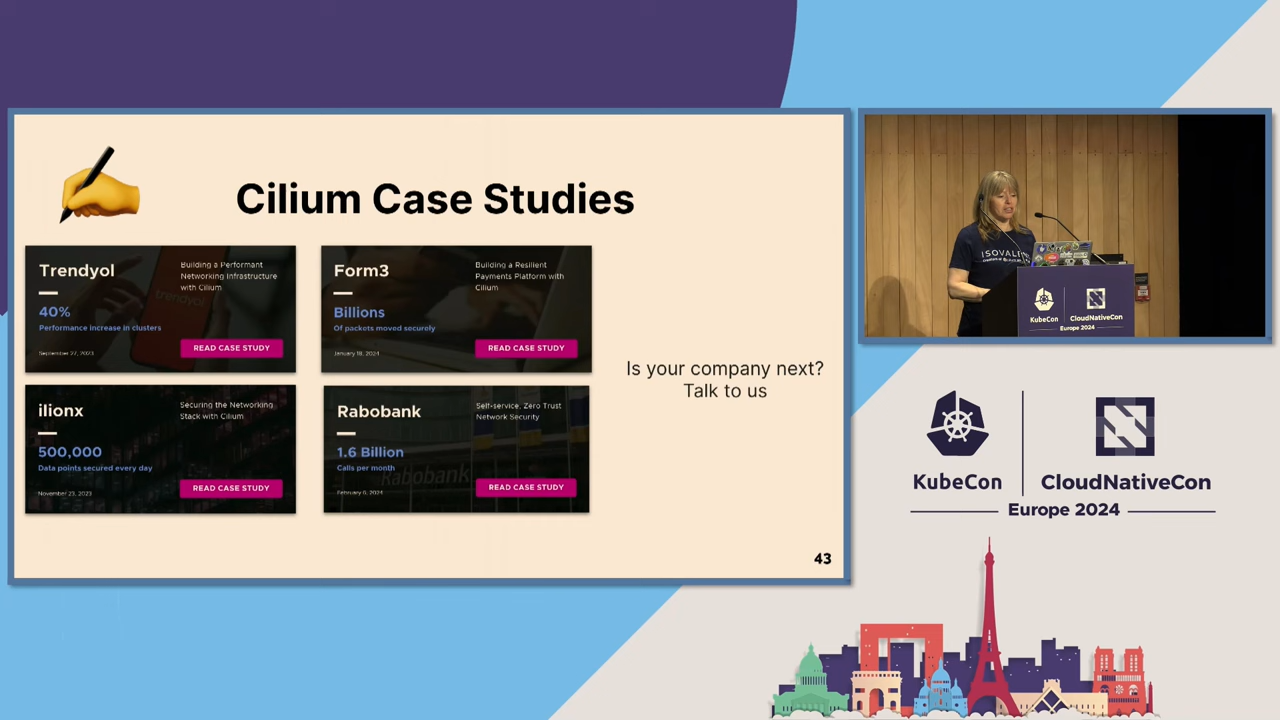 Cilium Case Studies
Trendyol
Building a Performant
Networking Infrastructure
with Cilium
trendyol
40%
Performance increase in clusters
September 27, 2023
READ CASE STUDY
Form3
Building a Resilient
Payments Platform with
Cilium
Billions
Of packets moved securely
January 18, 2024
READ CASE STUDY
ilionx
Securing the Networking
Stack with Cilium
500,000
Data points secured every day
November 23, 2023
READ CASE STUDY
Rabobank
Self-service, Zero Trust
Network Security
1.6 Billion
Calls per month
Rabobank
READ CASE STUDY
Is your company next?
Talk to us
43
KubeCon
CloudNativeCon
Europe 2024
KubeCon
CloudNativeCon
Europe 2024